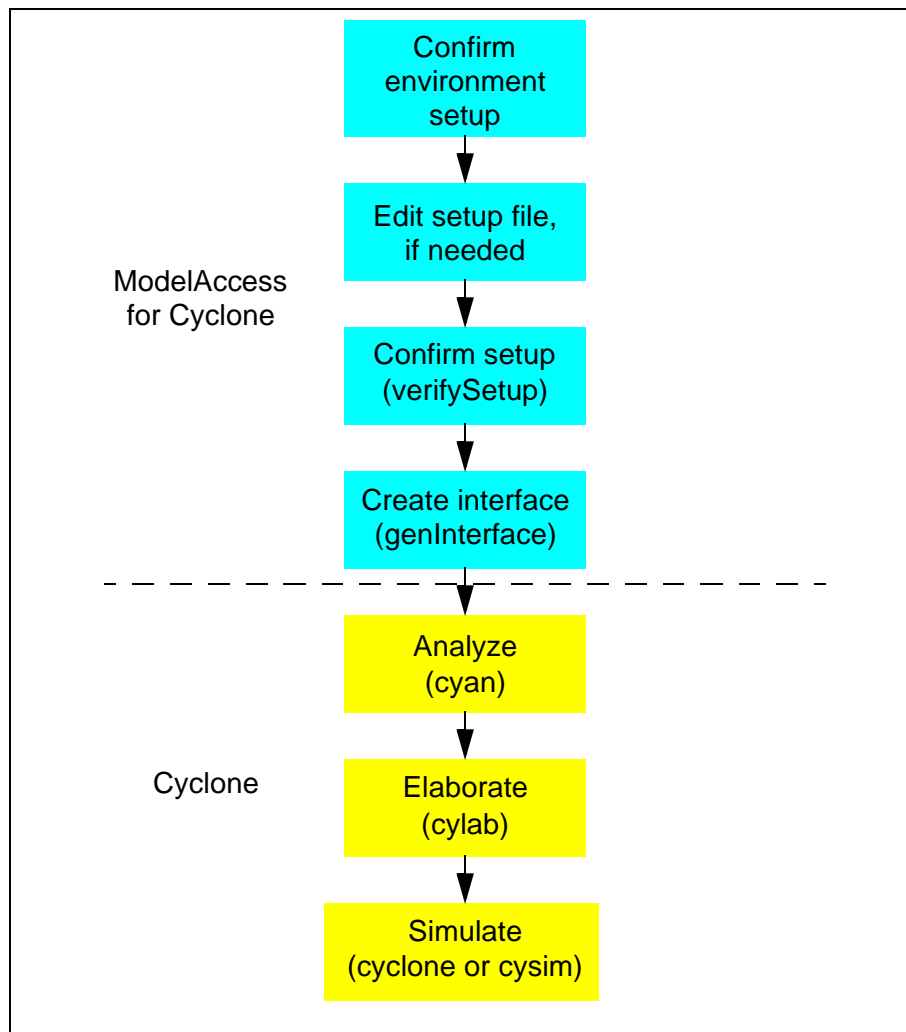 Confirm
environment
setup
Edit setup file,
if needed
ModelAccess
for Cyclone
Confirm setup
(verifySetup)
Create interface
(genInterface)
Analyze
(cyan)
Cyclone
Elaborate
(cylab)
Simulate
(cyclone or cysim)